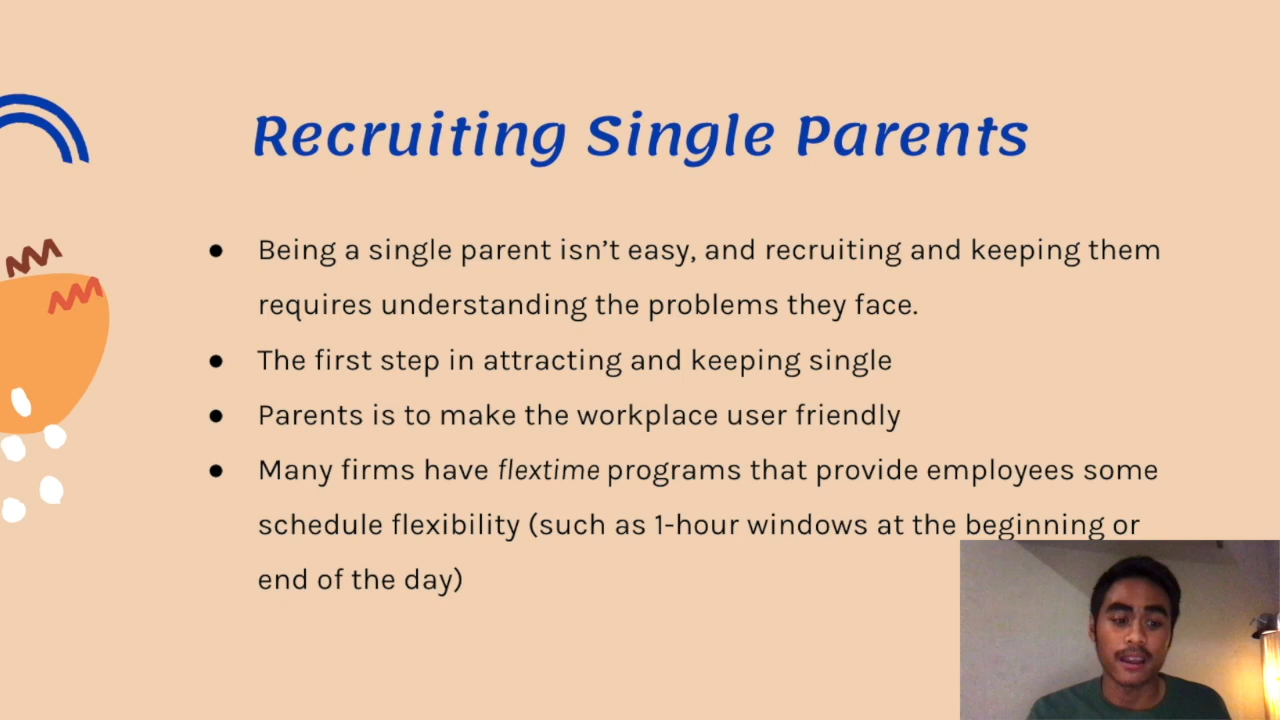 Recruiting Single Parents
● Being a single parent isn’t easy, and recruiting and keeping them
requires understanding the problems they face.
● The first step in attracting and keeping single
● Parents is to make the workplace user friendly
● Many firms have flextime programs that provide employees some
schedule flexibility (such as 1-hour windows at the beginning or
end of the day)